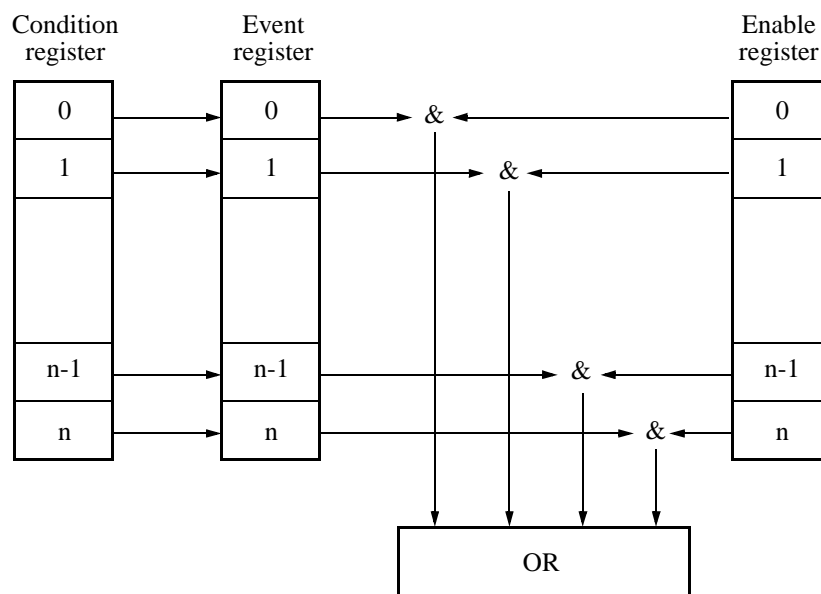 Condition
register
Event
register
Enable
register
0
0
&
0
1
1
&
1
n-1
n-1
&
n-1
n
n
&
n
OR